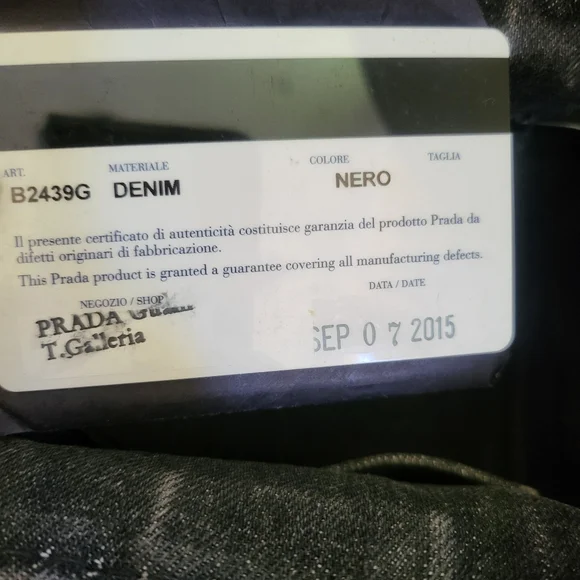 ART. MATERIALE COLORE TAGLIA
B2439G DENIM NERO
Il presente certificato di autenticità costituisce garanzia del prodotto Prada da
difetti originari di fabbricazione.
This Prada product is granted a guarantee covering all manufacturing defects.
DATA / DATE
NEGOZIO / SHOP
PRADA
T.Galleria
SEP 07 2015